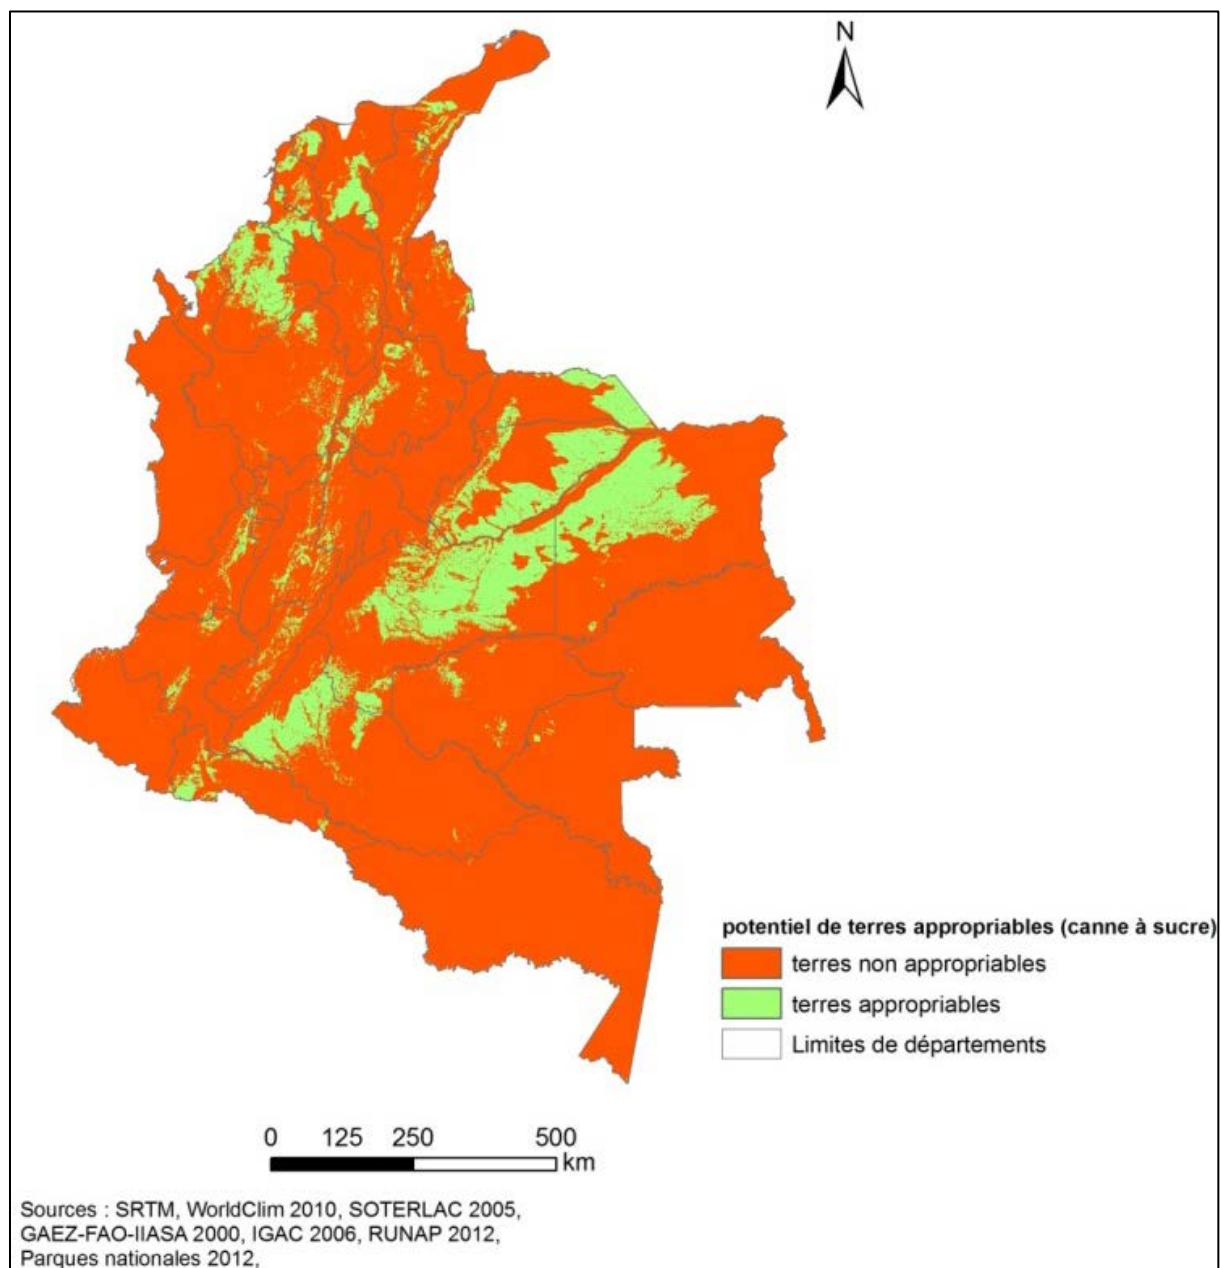 N
potentiel de terres appropriables (canne à sucre)
terres non appropriables
terres appropriables
Limites de départements
0 125 250 500
km
Sources : SRTM, WorldClim 2010, SOTERLAC 2005,
GAEZ-FAO-IIASA 2000, IGAC 2006, RUNAP 2012,
Parques nationales 2012,